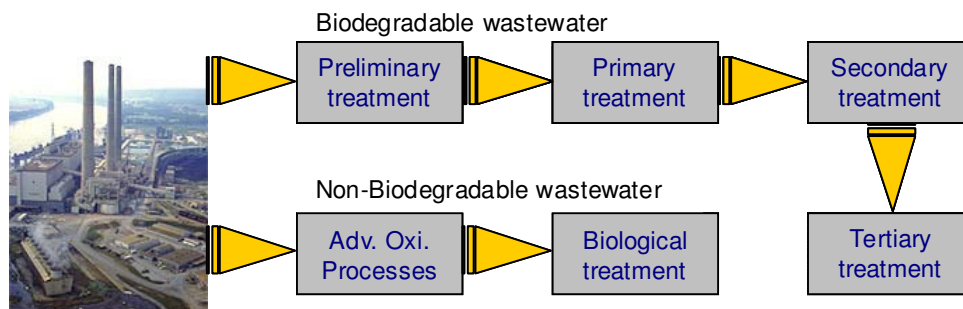 Biodegradable wastewater
Preliminary
treatment
Primary
treatment
Secondary
treatment
Non-Biodegradable wastewater
Adv. Oxi.
Processes
Biological
treatment
Tertiary
treatment